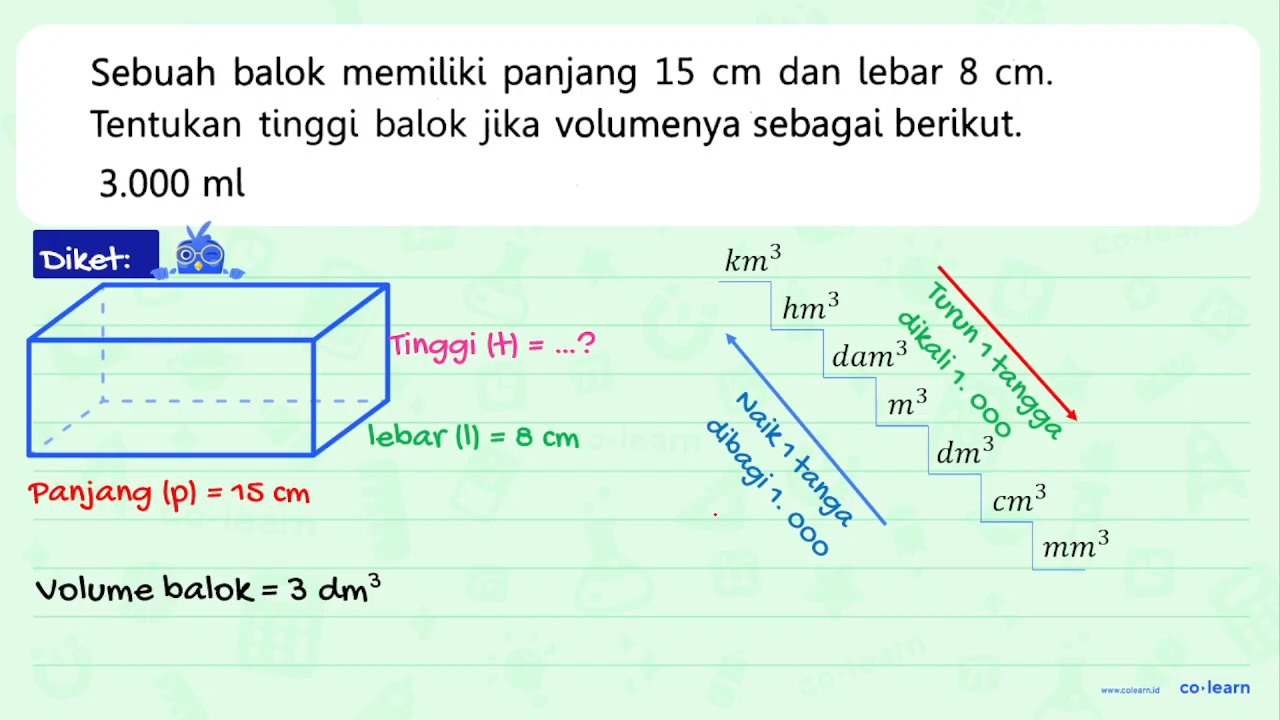 Sebuah balok memiliki panjang 15 cm dan lebar 8 cm.
Tentukan tinggi balok jika volumenya sebagai berikut.
3.000 ml
Diket:
Tinggi (t) = ...?
lebar (l) = 8 cm
Panjang (p) = 15 cm
Volume balok = 3 dm³
km³
hm³
dam³
m³
dm³
cm³
mm³
Turun 1 tangga
dikali 1. 000
Naik 1 tanga
dibagi 1. 000
www.colearn.id
co·learn